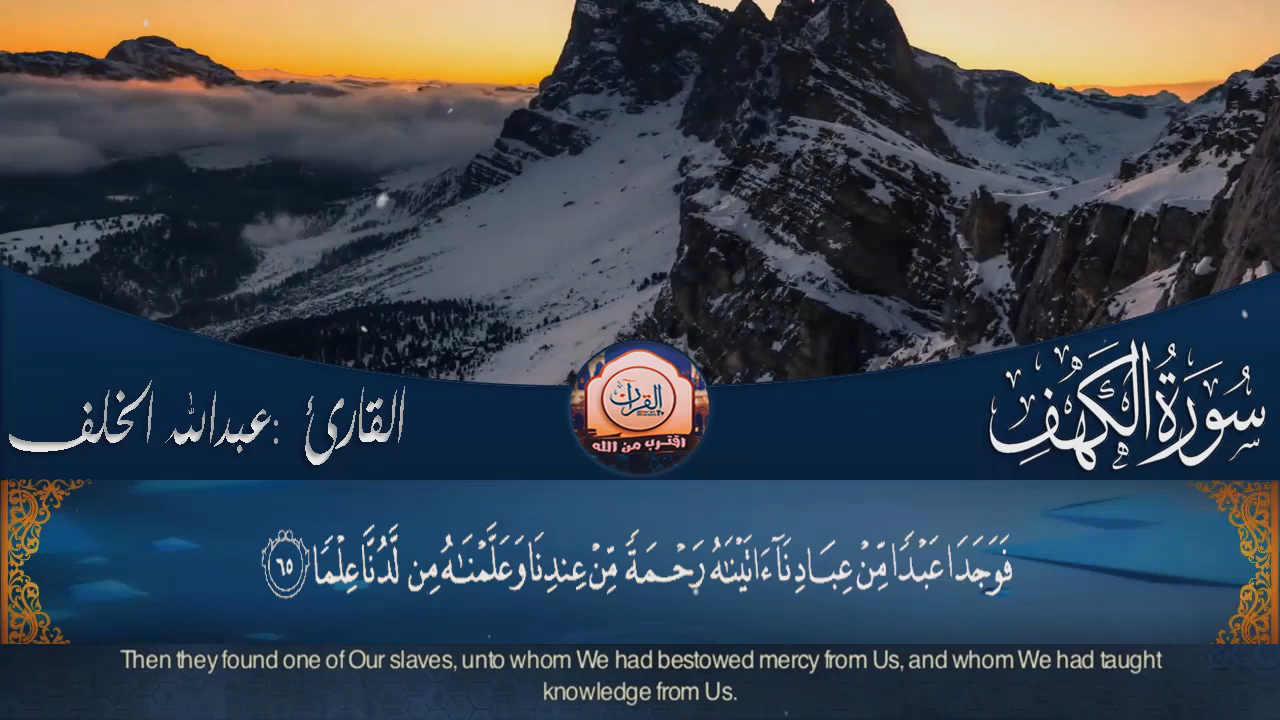 سُورَةُ الكَهْفِ
القارئ :عبدالله الخلف
القرآن
TV
اقترب من الله
فَوَجَدَا عَبْدًا مِّنْ عِبَادِنَآ ءَاتَيْنَٰهُ رَحْمَةً مِّنْ عِندِنَا وَعَلَّمْنَٰهُ مِن لَّدُنَّا عِلْمًا ٦٥
Then they found one of Our slaves, unto whom We had bestowed mercy from Us, and whom We had taught
knowledge from Us.